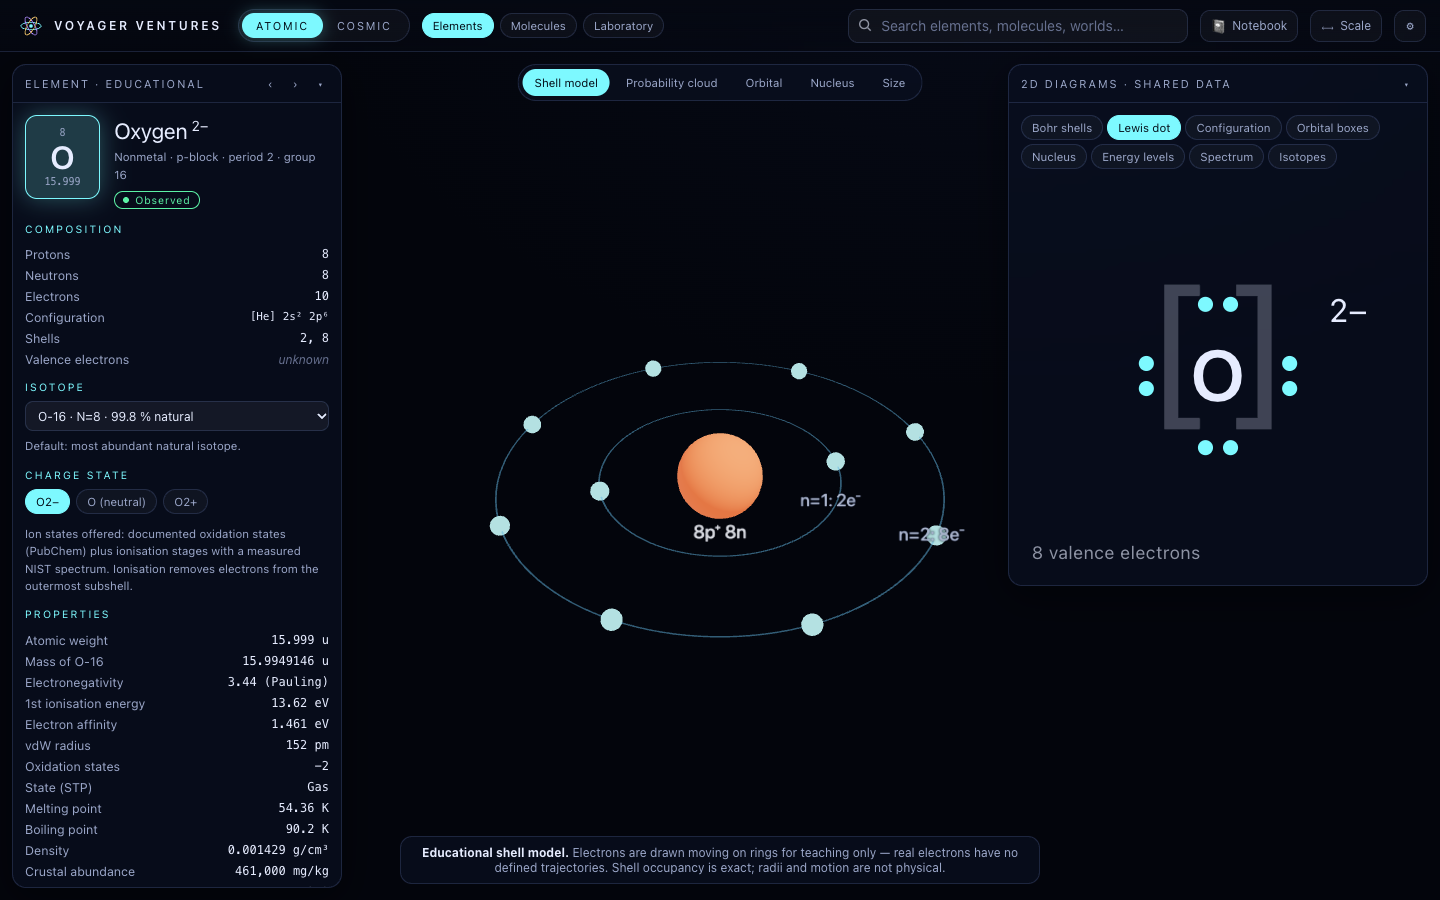 VOYAGER VENTURES
ATOMIC COSMIC
Elements Molecules Laboratory
Search elements, molecules, worlds...
Notebook
Scale
ELEMENT · EDUCATIONAL
8
O
15.999
Oxygen 2−
Nonmetal · p-block · period 2 · group
16
Observed
COMPOSITION
Protons 8
Neutrons 8
Electrons 10
Configuration [He] 2s² 2p⁶
Shells 2, 8
Valence electrons unknown
ISOTOPE
O-16 · N=8 · 99.8 % natural
Default: most abundant natural isotope.
CHARGE STATE
O2− O (neutral) O2+
Ion states offered: documented oxidation states
(PubChem) plus ionisation stages with a measured
NIST spectrum. Ionisation removes electrons from the
outermost subshell.
PROPERTIES
Atomic weight 15.999 u
Mass of O-16 15.9949146 u
Electronegativity 3.44 (Pauling)
1st ionisation energy 13.62 eV
Electron affinity 1.461 eV
vdW radius 152 pm
Oxidation states −2
State (STP) Gas
Melting point 54.36 K
Boiling point 90.2 K
Density 0.001429 g/cm³
Crustal abundance 461,000 mg/kg
Shell model Probability cloud Orbital Nucleus Size
n=1: 2e⁻
n=2: 8e⁻
8p⁺ 8n
Educational shell model. Electrons are drawn moving on rings for teaching only — real electrons have no
defined trajectories. Shell occupancy is exact; radii and motion are not physical.
2D DIAGRAMS · SHARED DATA
Bohr shells Lewis dot Configuration Orbital boxes
Nucleus Energy levels Spectrum Isotopes
[O] 2−
8 valence electrons